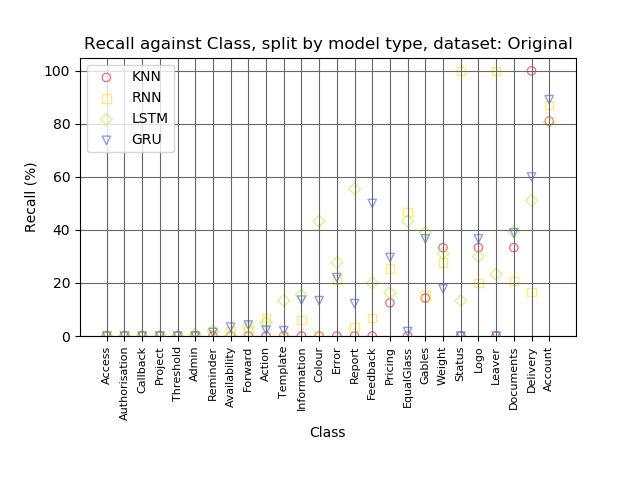 Recall against Class, split by model type, dataset: Original
100
80
60
40
20
0
Recall (%)
KNN
RNN
LSTM
GRU
Access
Authorisation
Callback
Project
Threshold
Admin
Reminder
Availability
Forward
Action
Template
Information
Colour
Error
Report
Feedback
Pricing
EqualGlass
Gables
Weight
Status
Logo
Leaver
Documents
Delivery
Account
Class